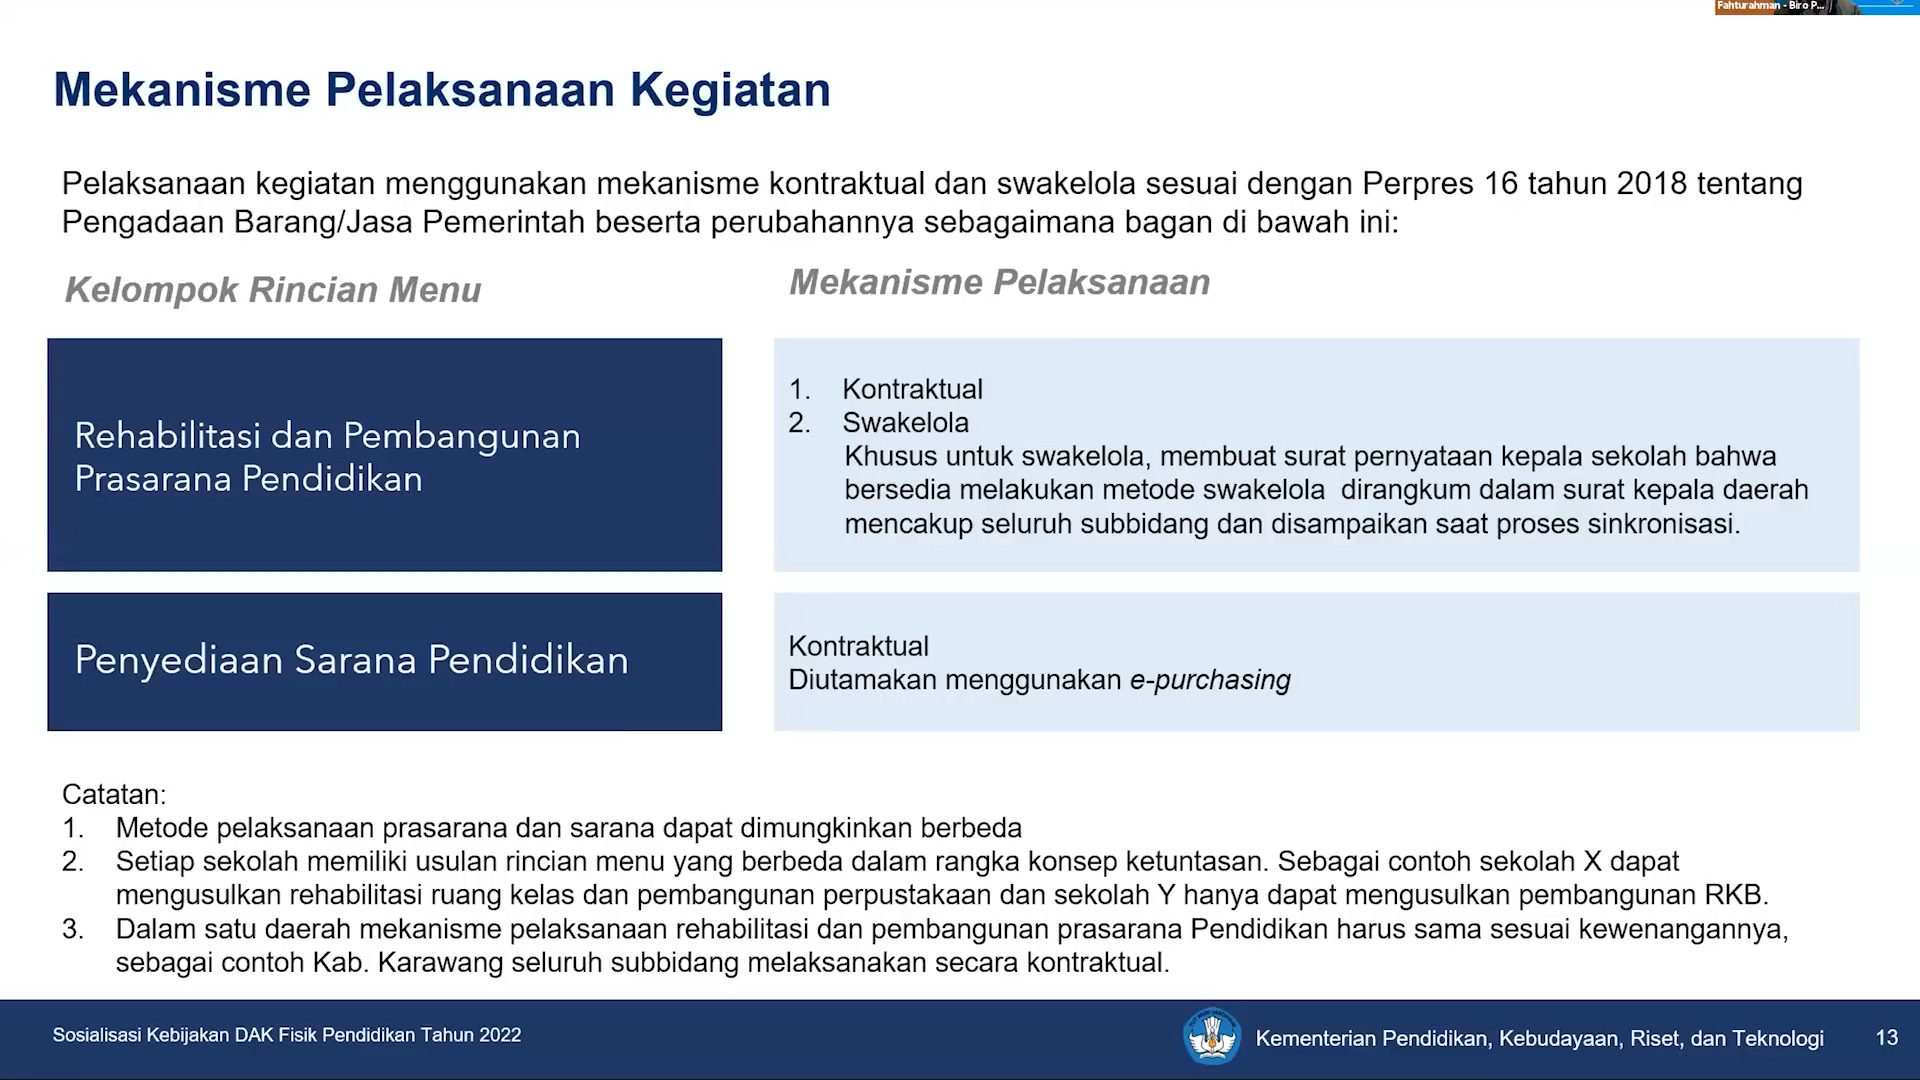 Fahturahman - Biro P...
Mekanisme Pelaksanaan Kegiatan
Pelaksanaan kegiatan menggunakan mekanisme kontraktual dan swakelola sesuai dengan Perpres 16 tahun 2018 tentang
Pengadaan Barang/Jasa Pemerintah beserta perubahannya sebagaimana bagan di bawah ini:
Kelompok Rincian Menu
Mekanisme Pelaksanaan
Rehabilitasi dan Pembangunan
Prasarana Pendidikan
1. Kontraktual
2. Swakelola
Khusus untuk swakelola, membuat surat pernyataan kepala sekolah bahwa
bersedia melakukan metode swakelola dirangkum dalam surat kepala daerah
mencakup seluruh subbidang dan disampaikan saat proses sinkronisasi.
Penyediaan Sarana Pendidikan
Kontraktual
Diutamakan menggunakan e-purchasing
Catatan:
1. Metode pelaksanaan prasarana dan sarana dapat dimungkinkan berbeda
2. Setiap sekolah memiliki usulan rincian menu yang berbeda dalam rangka konsep ketuntasan. Sebagai contoh sekolah X dapat
mengusulkan rehabilitasi ruang kelas dan pembangunan perpustakaan dan sekolah Y hanya dapat mengusulkan pembangunan RKB.
3. Dalam satu daerah mekanisme pelaksanaan rehabilitasi dan pembangunan prasarana Pendidikan harus sama sesuai kewenangannya,
sebagai contoh Kab. Karawang seluruh subbidang melaksanakan secara kontraktual.
Sosialisasi Kebijakan DAK Fisik Pendidikan Tahun 2022
Kementerian Pendidikan, Kebudayaan, Riset, dan Teknologi
13